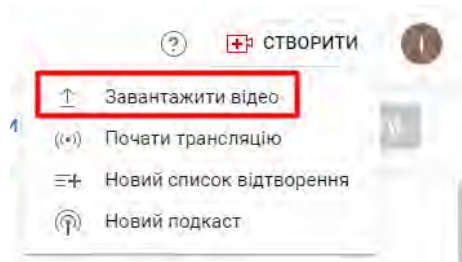 СТВОРИТИ
Завантажити відео
Почати трансляцію
Новий список відтворення
Новий подкаст